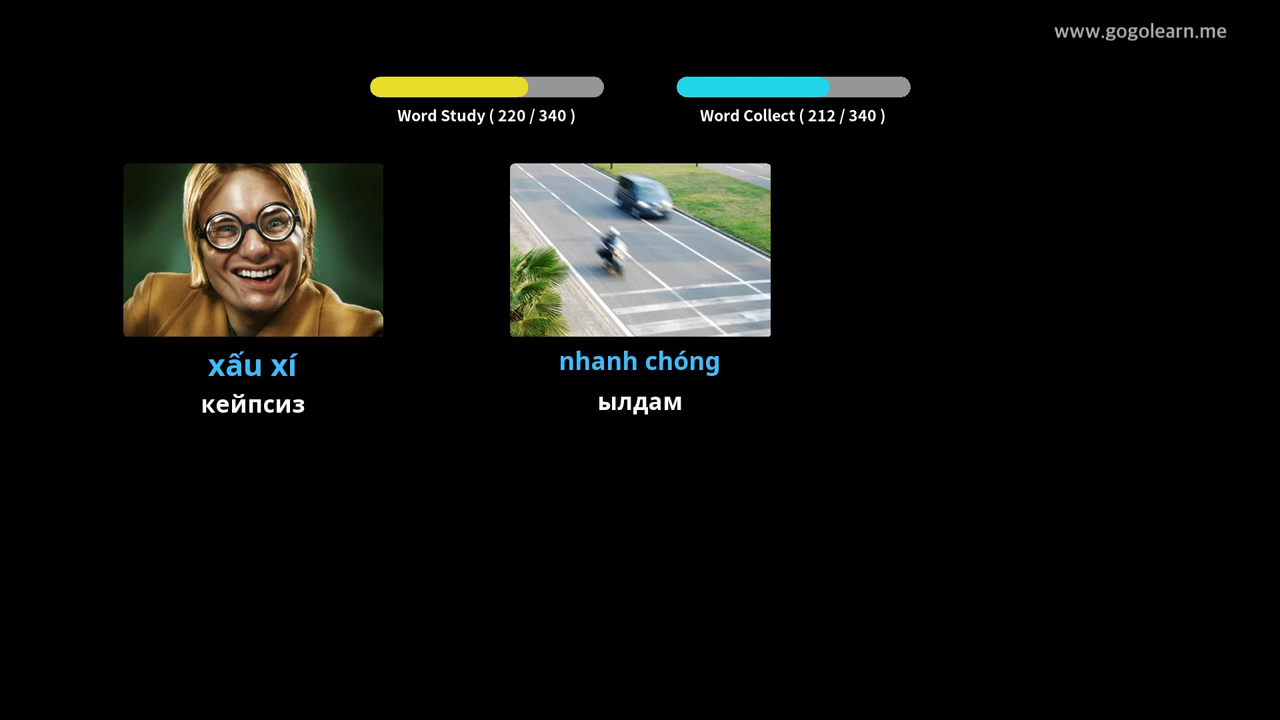 www.gogolearn.me
Word Study ( 220 / 340 )
Word Collect ( 212 / 340 )
xấu xí
кейпсиз
nhanh chóng
ылдам